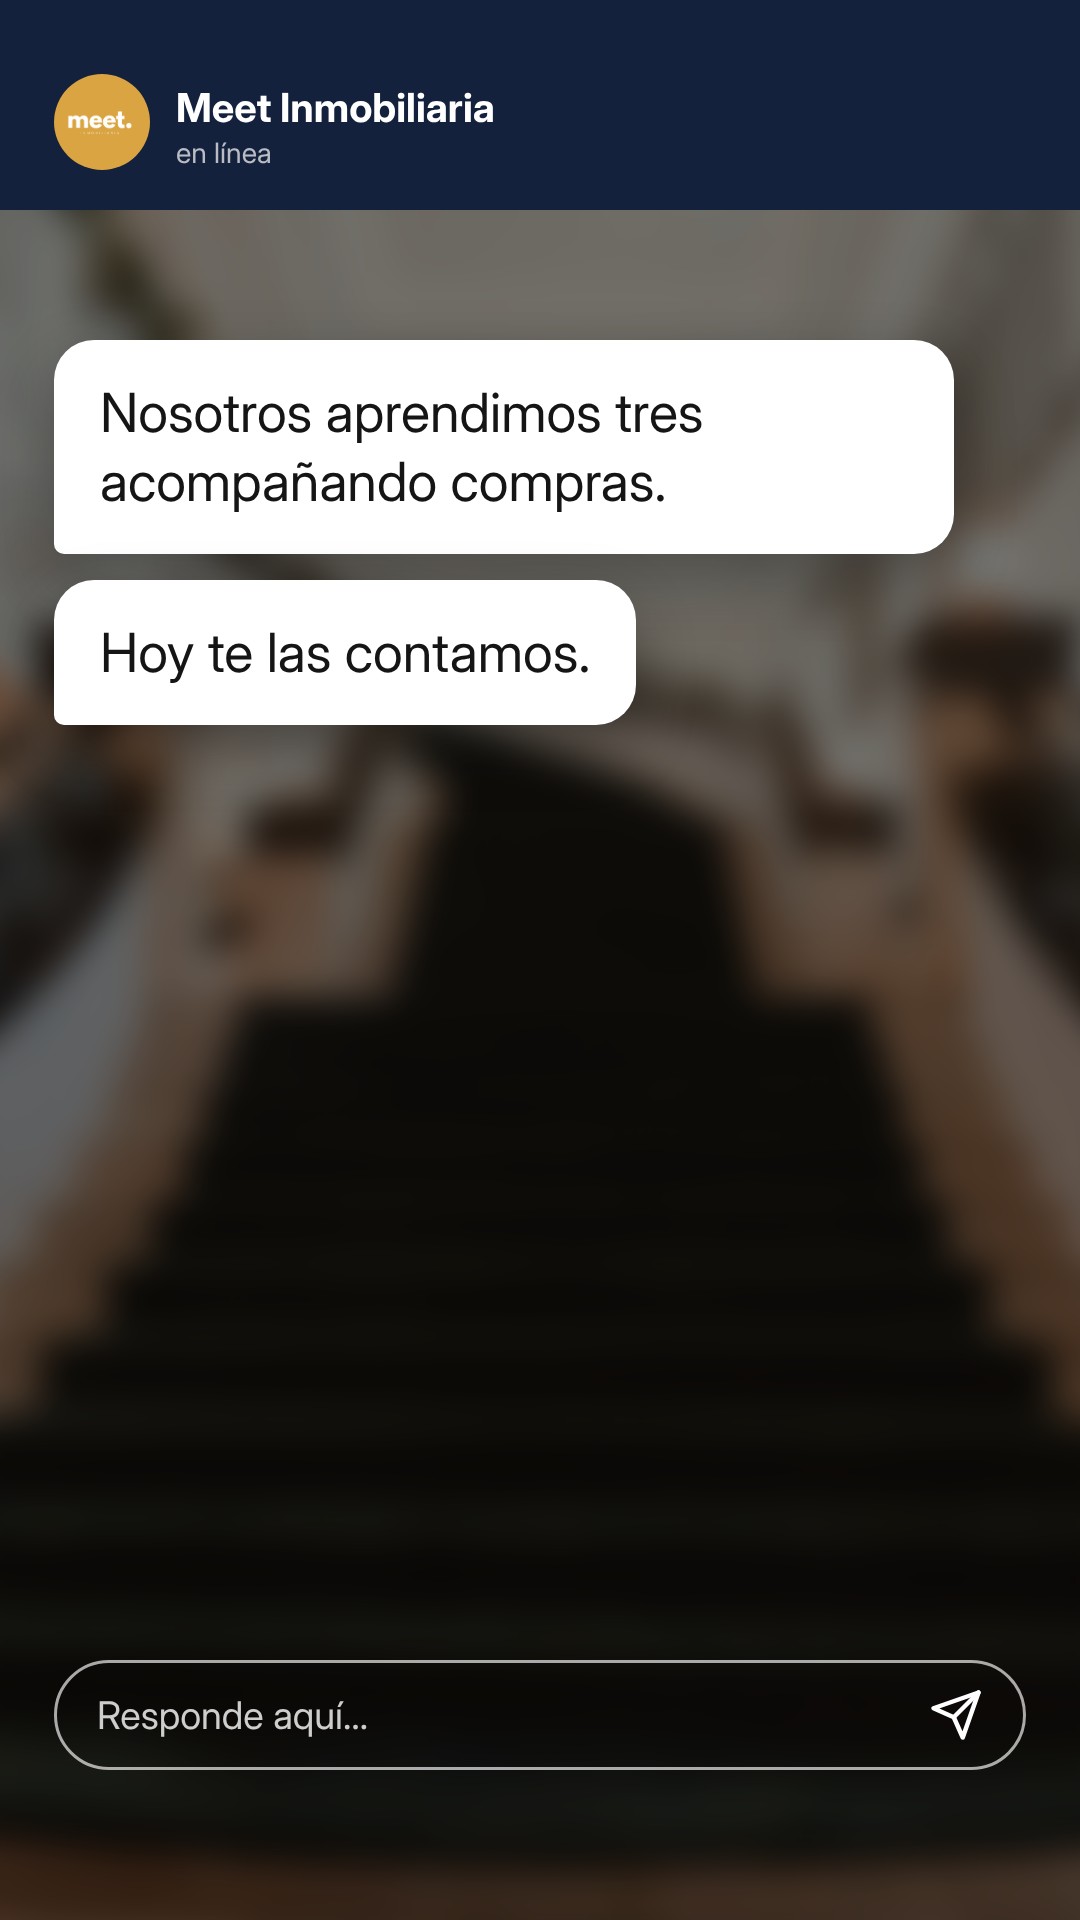 meet.
Meet Inmobiliaria
en línea
Nosotros aprendimos tres
acompañando compras.
Hoy te las contamos.
Responde aquí...